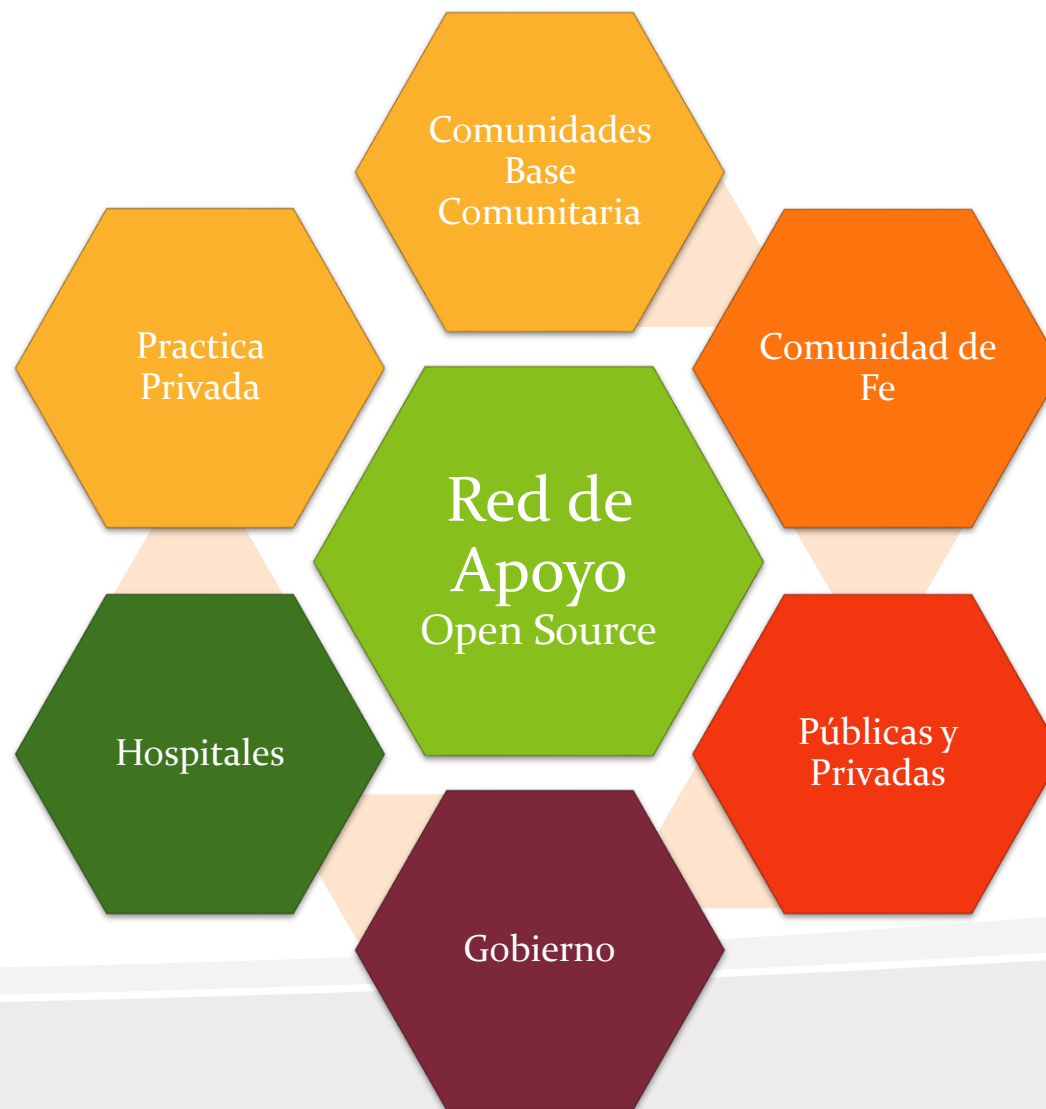 Comunidades
Base
Comunitaria
Practica
Privada
Comunidad de
Fe
Red de
Apoyo
Open Source
Hospitales
Públicas y
Privadas
Gobierno